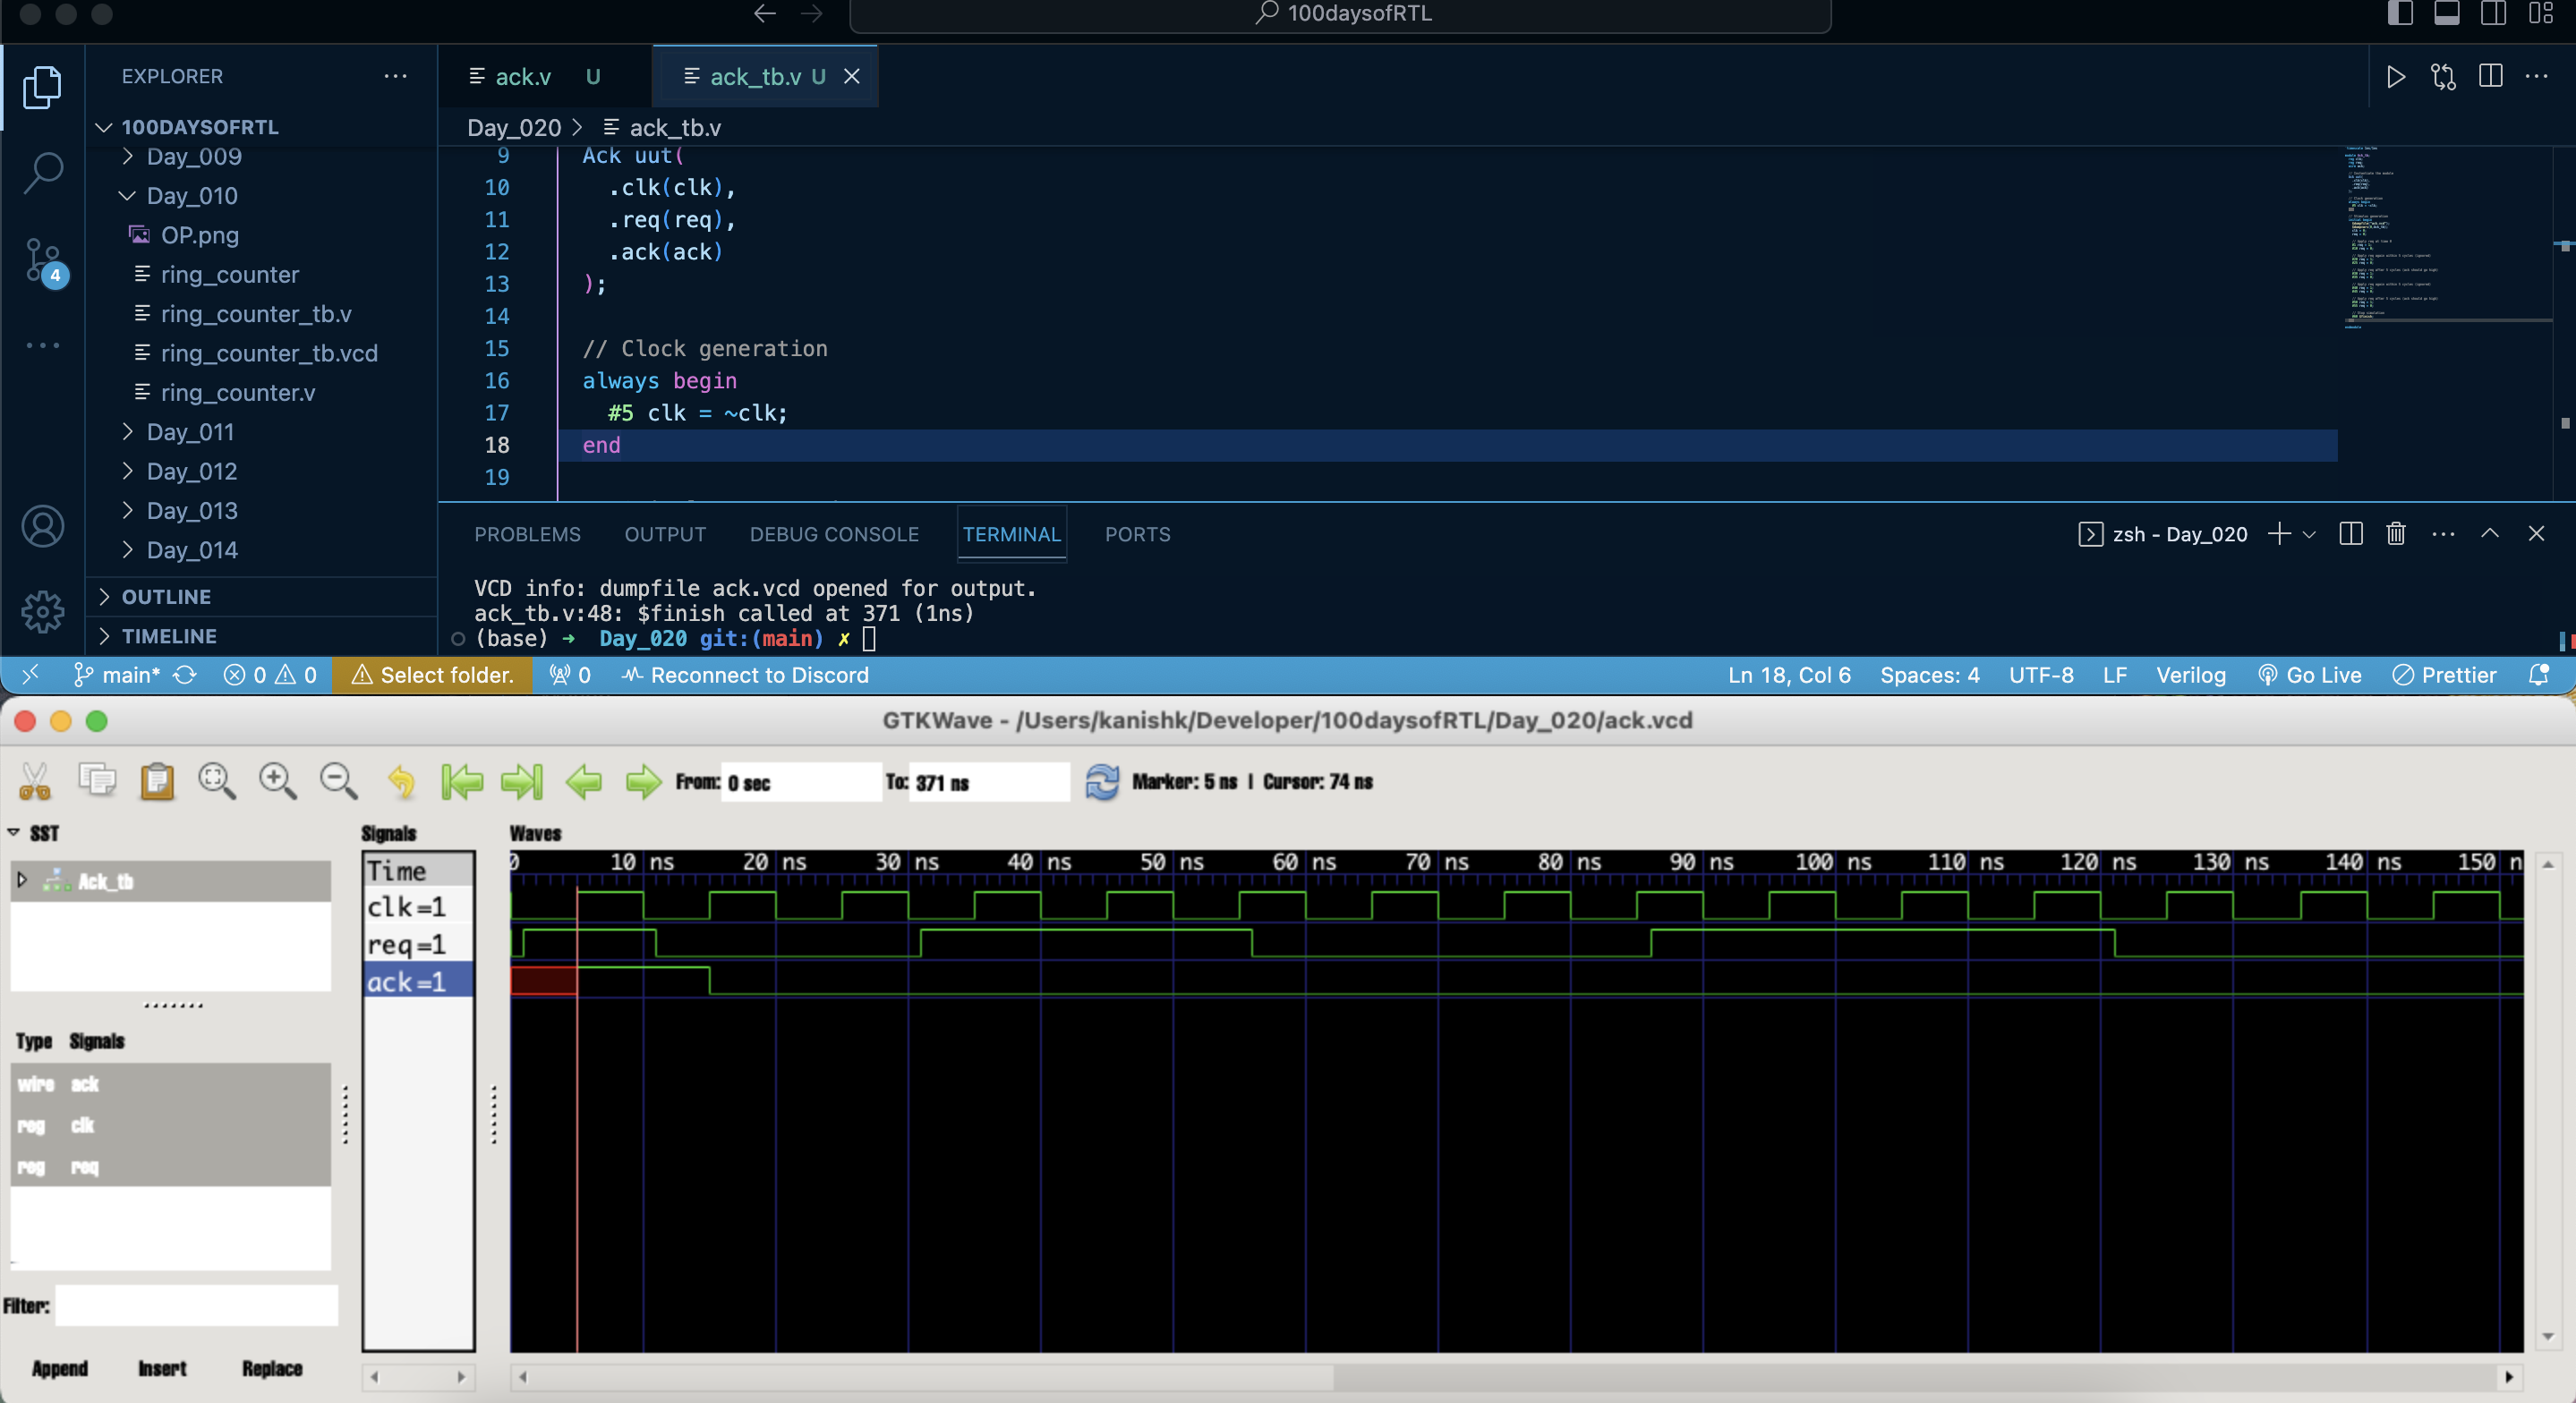 100daysofRTL
EXPLORER
100DAYSOFRTL
Day_009
Day_010
OP.png
ring_counter
ring_counter_tb.v
ring_counter_tb.vcd
ring_counter.v
Day_011
Day_012
Day_013
Day_014
OUTLINE
TIMELINE
4
ack.v U
ack_tb.v U
Day_020 > ack_tb.v
9 Ack uut(
10 .clk(clk),
11 .req(req),
12 .ack(ack)
13 );
14
15 // Clock generation
16 always begin
17 #5 clk = ~clk;
18 end
19
PROBLEMS OUTPUT DEBUG CONSOLE TERMINAL PORTS
zsh - Day_020
VCD info: dumpfile ack.vcd opened for output.
ack_tb.v:48: $finish called at 371 (1ns)
(base) → Day_020 git:(main) ✗
main* 0 0 Select folder. 0 Reconnect to Discord
Ln 18, Col 6 Spaces: 4 UTF-8 LF Verilog Go Live Prettier
GTKWave - /Users/kanishk/Developer/100daysofRTL/Day_020/ack.vcd
From: 0 sec To: 371 ns Marker: 5 ns | Cursor: 74 ns
SST
Ack_tb
Type Signals
wire ack
reg clk
reg req
Filter:
Append Insert Replace
Signals
Time
clk=1
req=1
ack=1
Waves
0 10 ns 20 ns 30 ns 40 ns 50 ns 60 ns 70 ns 80 ns 90 ns 100 ns 110 ns 120 ns 130 ns 140 ns 150 n